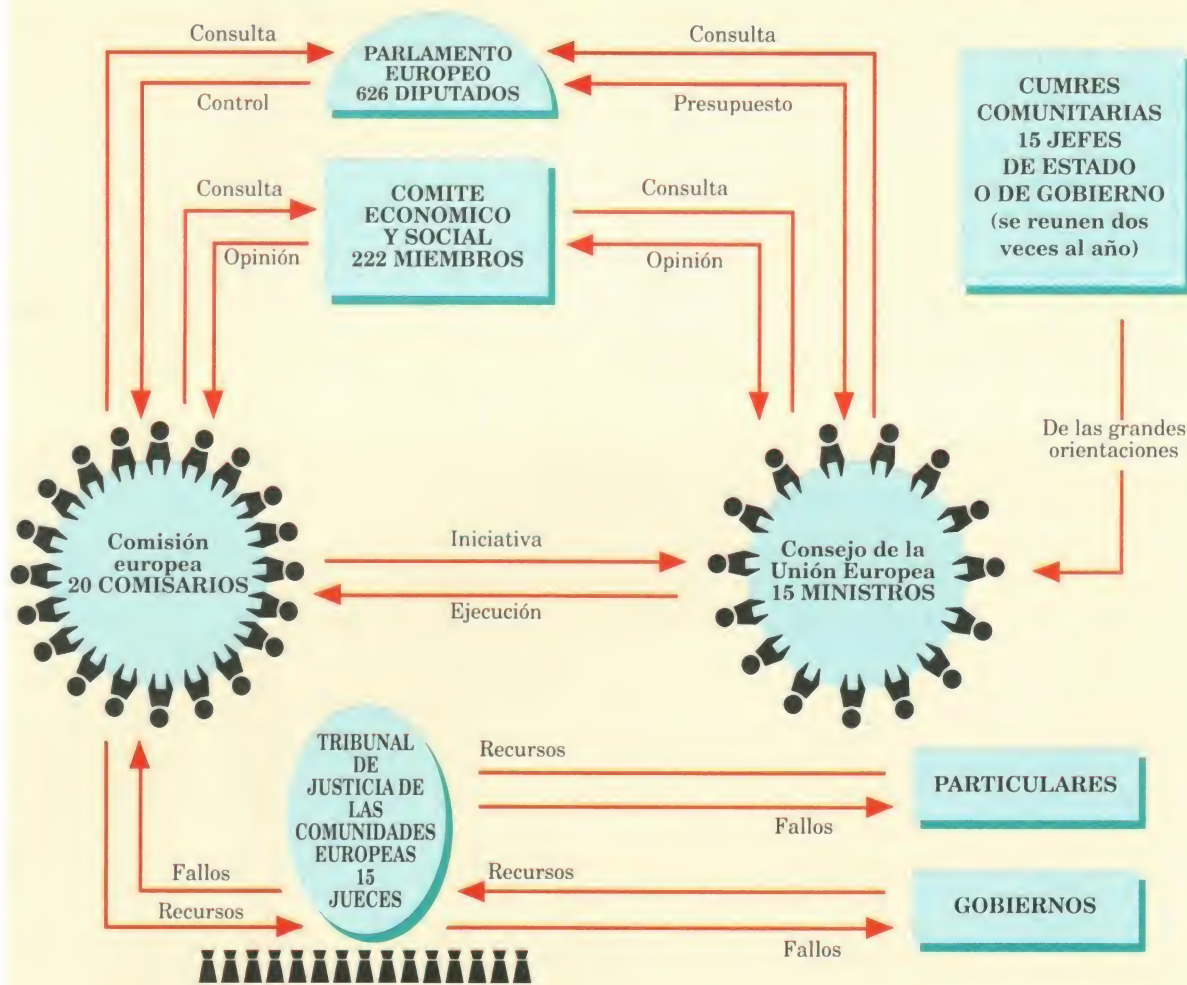 Consulta
PARLAMENTO
EUROPEO
626 DIPUTADOS
Consulta
Control
Presupuesto
CUMRES
COMUNITARIAS
15 JEFES
DE ESTADO
O DE GOBIERNO
(se reunen dos
veces al año)
Consulta
COMITE
ECONOMICO
Y SOCIAL
222 MIEMBROS
Consulta
Opinión
Opinión
De las grandes
orientaciones
Comisión
europea
20 COMISARIOS
Iniciativa
Ejecución
Consejo de la
Unión Europea
15 MINISTROS
TRIBUNAL
DE
JUSTICIA DE
LAS
COMUNIDADES
EUROPEAS
15
JUECES
Recursos
Fallos
PARTICULARES
Fallos
Recursos
Recursos
Fallos
GOBIERNOS